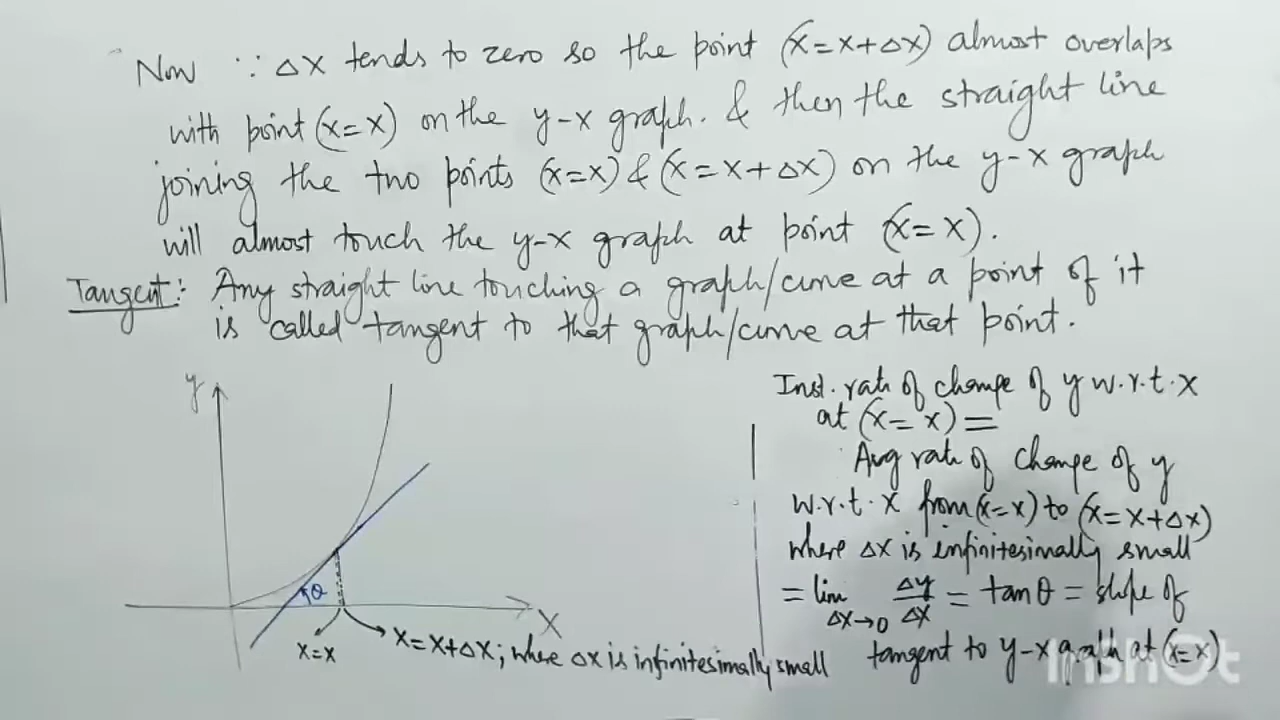 Now ∵ Δx tends to zero so the point (x=x+Δx) almost overlaps
with point (x=x) on the y-x graph. & then the straight line
joining the two points (x=x) & (x=x+Δx) on the y-x graph
will almost touch the y-x graph at point (x=x).
Tangent:- Any straight line touching a graph/curve at a point of it
is called tangent to that graph/curve at that point.
y
θ
X
x=x
x=x+Δx; where Δx is infinitesimally small
Inst. rate of change of y w.r.t. x
at (x=x) =
Avg rate of change of y
w.r.t. x from (x=x) to (x=x+Δx)
where Δx is infinitesimally small
= lim Δx→0 Δy/Δx = tanθ = slope of
tangent to y-x graph at (x=x)
InShOt